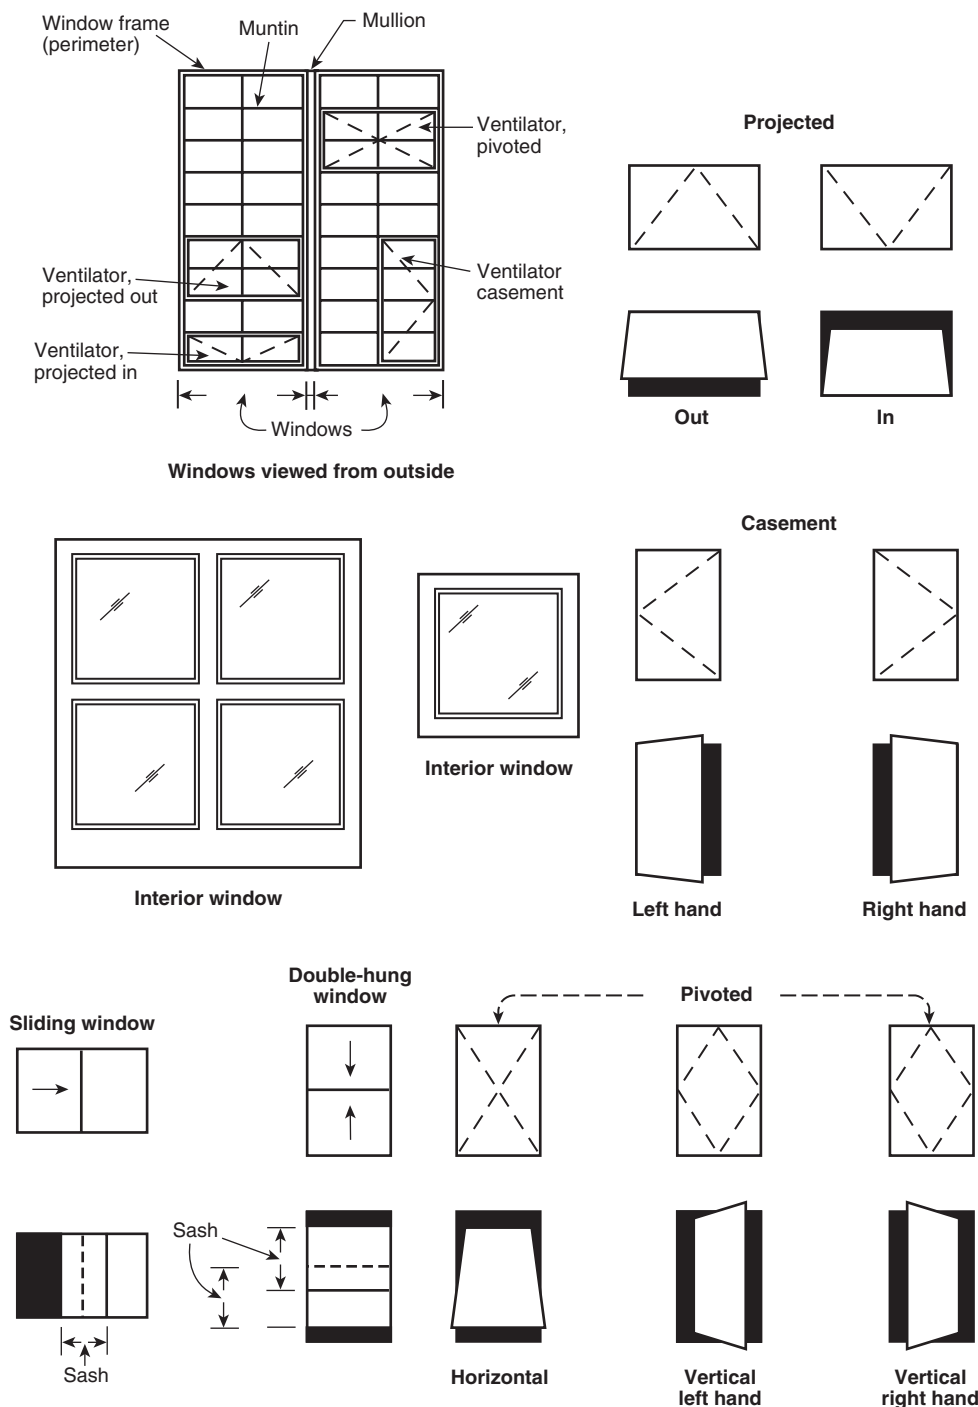 Window frame
(perimeter)
Muntin
Mullion
Ventilator,
pivoted
Ventilator,
projected out
Ventilator
casement
Ventilator,
projected in
Windows
Windows viewed from outside
Projected
Out
In
Interior window
Interior window
Casement
Left hand
Right hand
Sliding window
Sash
Double-hung
window
Sash
Pivoted
Horizontal
Vertical
left hand
Vertical
right hand